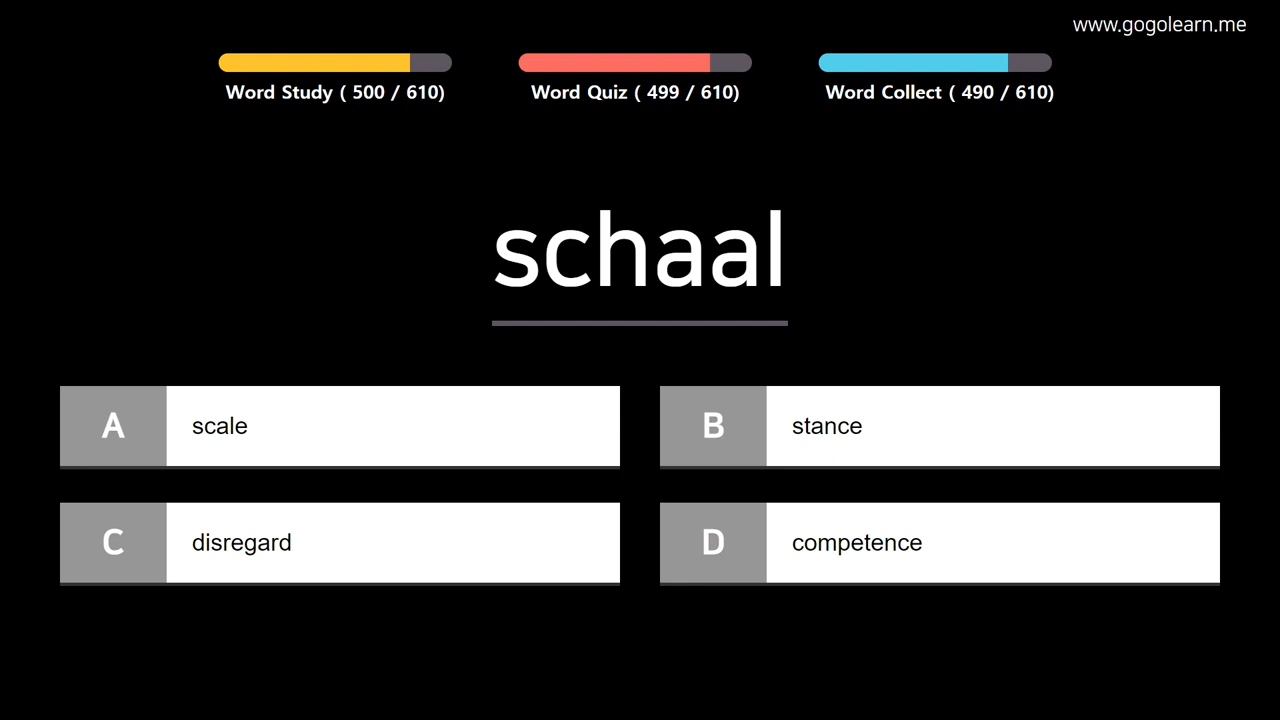 www.gogolearn.me
Word Study ( 500 / 610)
Word Quiz ( 499 / 610)
Word Collect ( 490 / 610)
schaal
A scale
B stance
C disregard
D competence